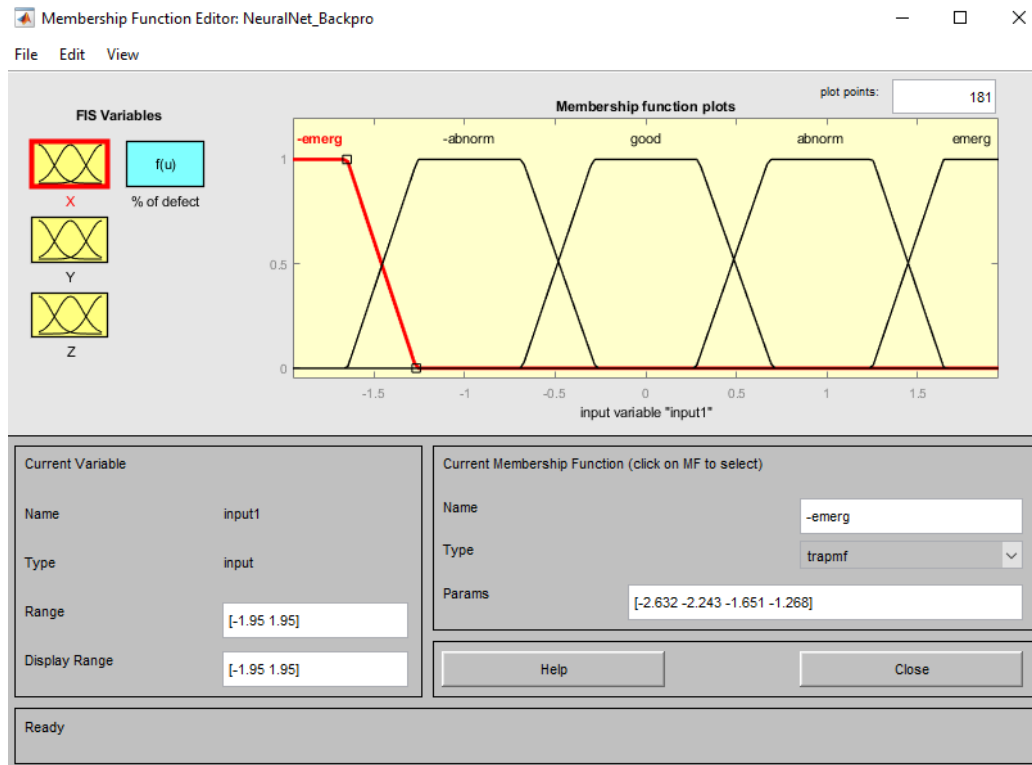 Membership Function Editor: NeuralNet_Backpro
File Edit View
FIS Variables
f(u)
X
% of defect
Y
Z
plot points:
181
Membership function plots
-emerg
-abnorm
good
abnorm
emerg
1
0.5
0
-1.5
-1
-0.5
0
0.5
1
1.5
input variable "input1"
Current Variable
Name input1
Type input
Range [-1.95 1.95]
Display Range [-1.95 1.95]
Current Membership Function (click on MF to select)
Name -emerg
Type trapmf
Params [-2.632 -2.243 -1.651 -1.268]
Help
Close
Ready